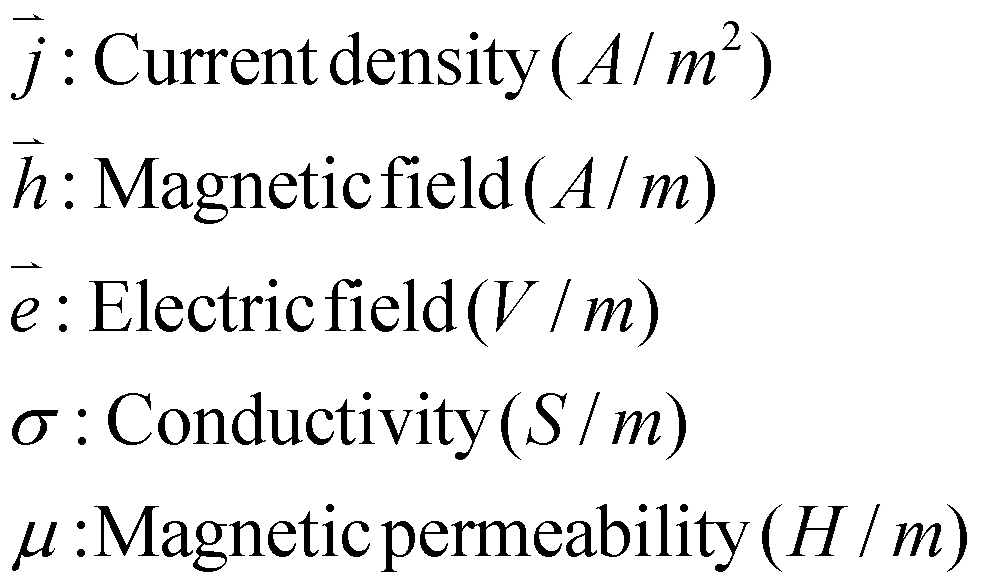 j⃗ : Current density (A/m²)
h⃗ : Magnetic field (A/m)
e⃗ : Electric field (V/m)
σ : Conductivity (S/m)
μ :Magnetic permeability (H/m)